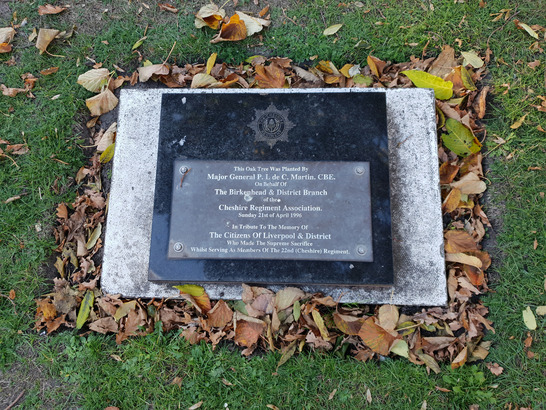 This Oak Tree Was Planted By
Major General P. L de C. Martin. CBE.
On Behalf Of
The Birkenhead & District Branch
of the
Cheshire Regiment Association.
Sunday 21st of April 1996
In Tribute To The Memory Of
The Citizens Of Liverpool & District
Who Made The Supreme Sacrifice
Whilst Serving As Members Of The 22nd (Cheshire) Regiment.